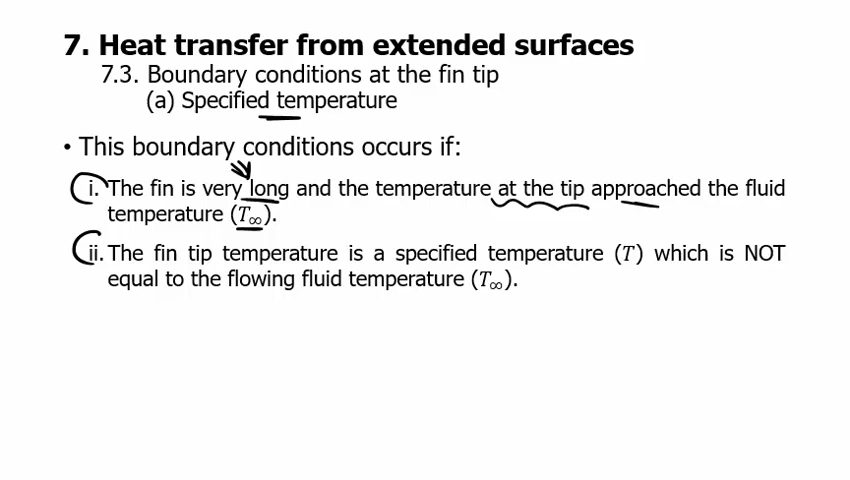 7. Heat transfer from extended surfaces
7.3. Boundary conditions at the fin tip
(a) Specified temperature
• This boundary conditions occurs if:
i. The fin is very long and the temperature at the tip approached the fluid
temperature (T∞).
ii. The fin tip temperature is a specified temperature (T) which is NOT
equal to the flowing fluid temperature (T∞).